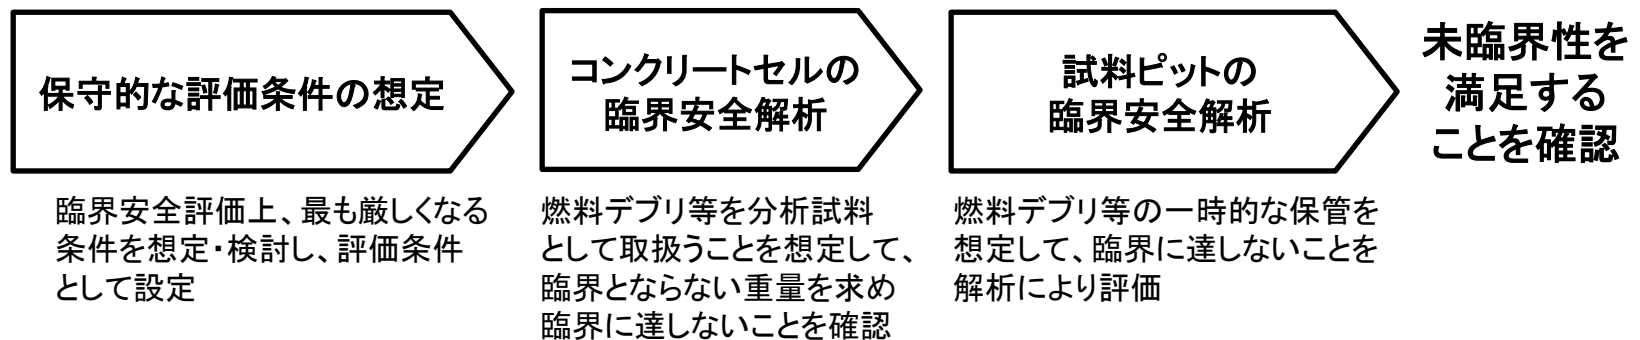 保守的な評価条件の想定
臨界安全評価上、最も厳しくなる
条件を想定・検討し、評価条件
として設定
コンクリートセルの
臨界安全解析
燃料デブリ等を分析試料
として取扱うことを想定して、
臨界とならない重量を求め
臨界に達しないことを確認
試料ピットの
臨界安全解析
燃料デブリ等の一時的な保管を
想定して、臨界に達しないことを
解析により評価
未臨界性を
満足する
ことを確認